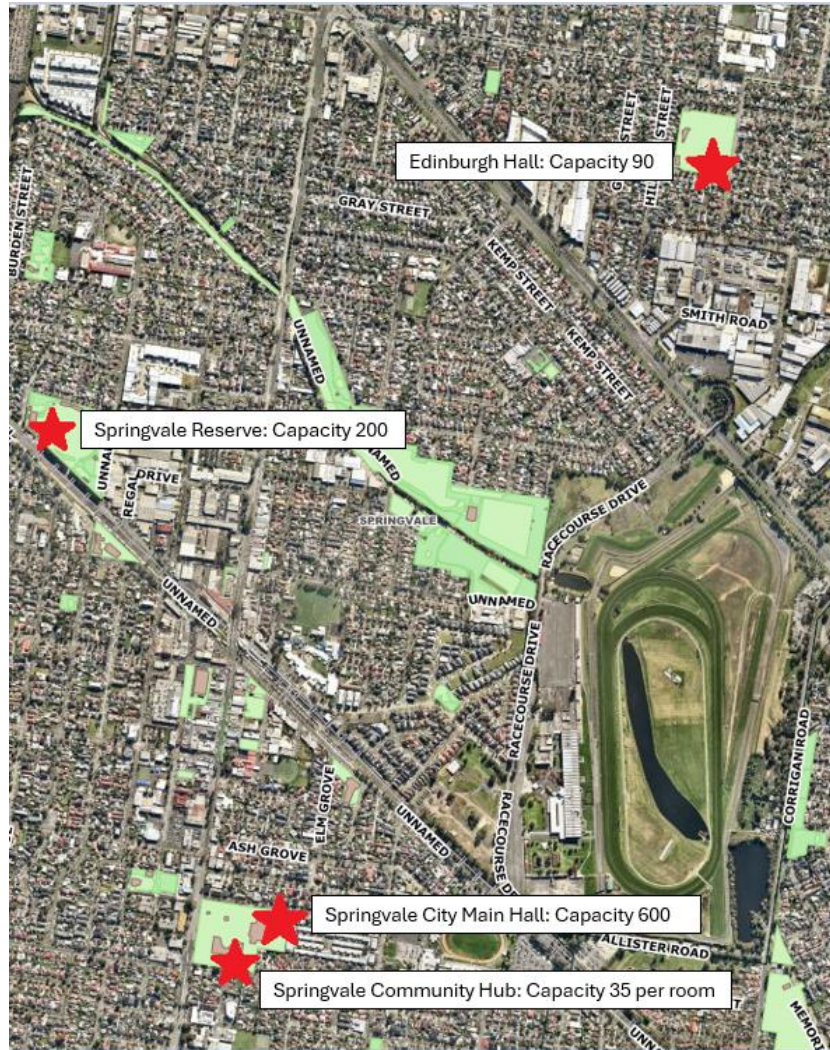 Edinburgh Hall: Capacity 90
BURDEN STREET
GRAY STREET
KEMP STREET
KEMP STREET
SMITH ROAD
UNNAMED
Springvale Reserve: Capacity 200
REGAL DRIVE
SPRINGVALE
RACECOURSE DRIVE
UNNAMED
UNNAMED
RACECOURSE DRIVE
CORRIGAN ROAD
ELM GROVE
UNNAMED
ASH GROVE
Springvale City Main Hall: Capacity 600
ALLISTER ROAD
Springvale Community Hub: Capacity 35 per room